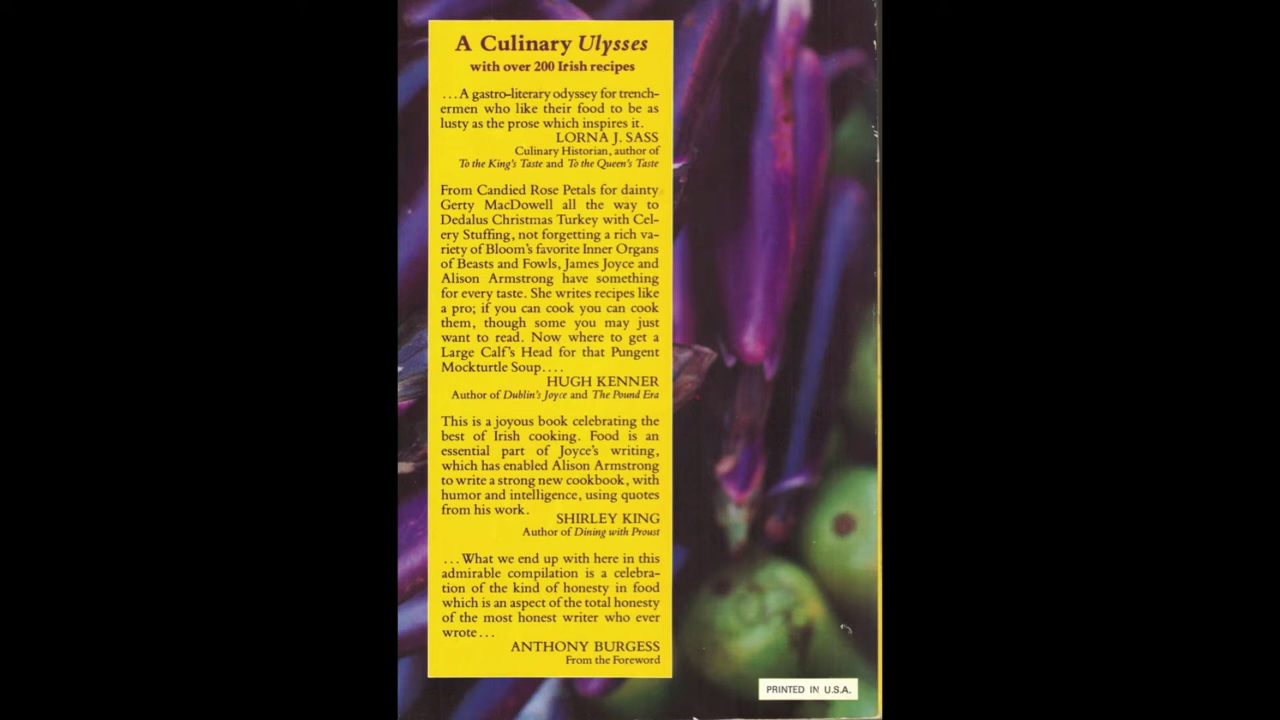 A Culinary Ulysses
with over 200 Irish recipes
...A gastro-literary odyssey for trench-
ermen who like their food to be as
lusty as the prose which inspires it.
LORNA J. SASS
Culinary Historian, author of
To the King's Taste and To the Queen's Taste
From Candied Rose Petals for dainty
Gerty MacDowell all the way to
Dedalus Christmas Turkey with Cel-
ery Stuffing, not forgetting a rich va-
riety of Bloom's favorite Inner Organs
of Beasts and Fowls, James Joyce and
Alison Armstrong have something
for every taste. She writes recipes like
a pro; if you can cook you can cook
them, though some you may just
want to read. Now where to get a
Large Calf's Head for that Pungent
Mockturtle Soup....
HUGH KENNER
Author of Dublin's Joyce and The Pound Era
This is a joyous book celebrating the
best of Irish cooking. Food is an
essential part of Joyce's writing,
which has enabled Alison Armstrong
to write a strong new cookbook, with
humor and intelligence, using quotes
from his work.
SHIRLEY KING
Author of Dining with Proust
...What we end up with here in this
admirable compilation is a celebra-
tion of the kind of honesty in food
which is an aspect of the total honesty
of the most honest writer who ever
wrote...
ANTHONY BURGESS
From the Foreword
PRINTED IN U.S.A.